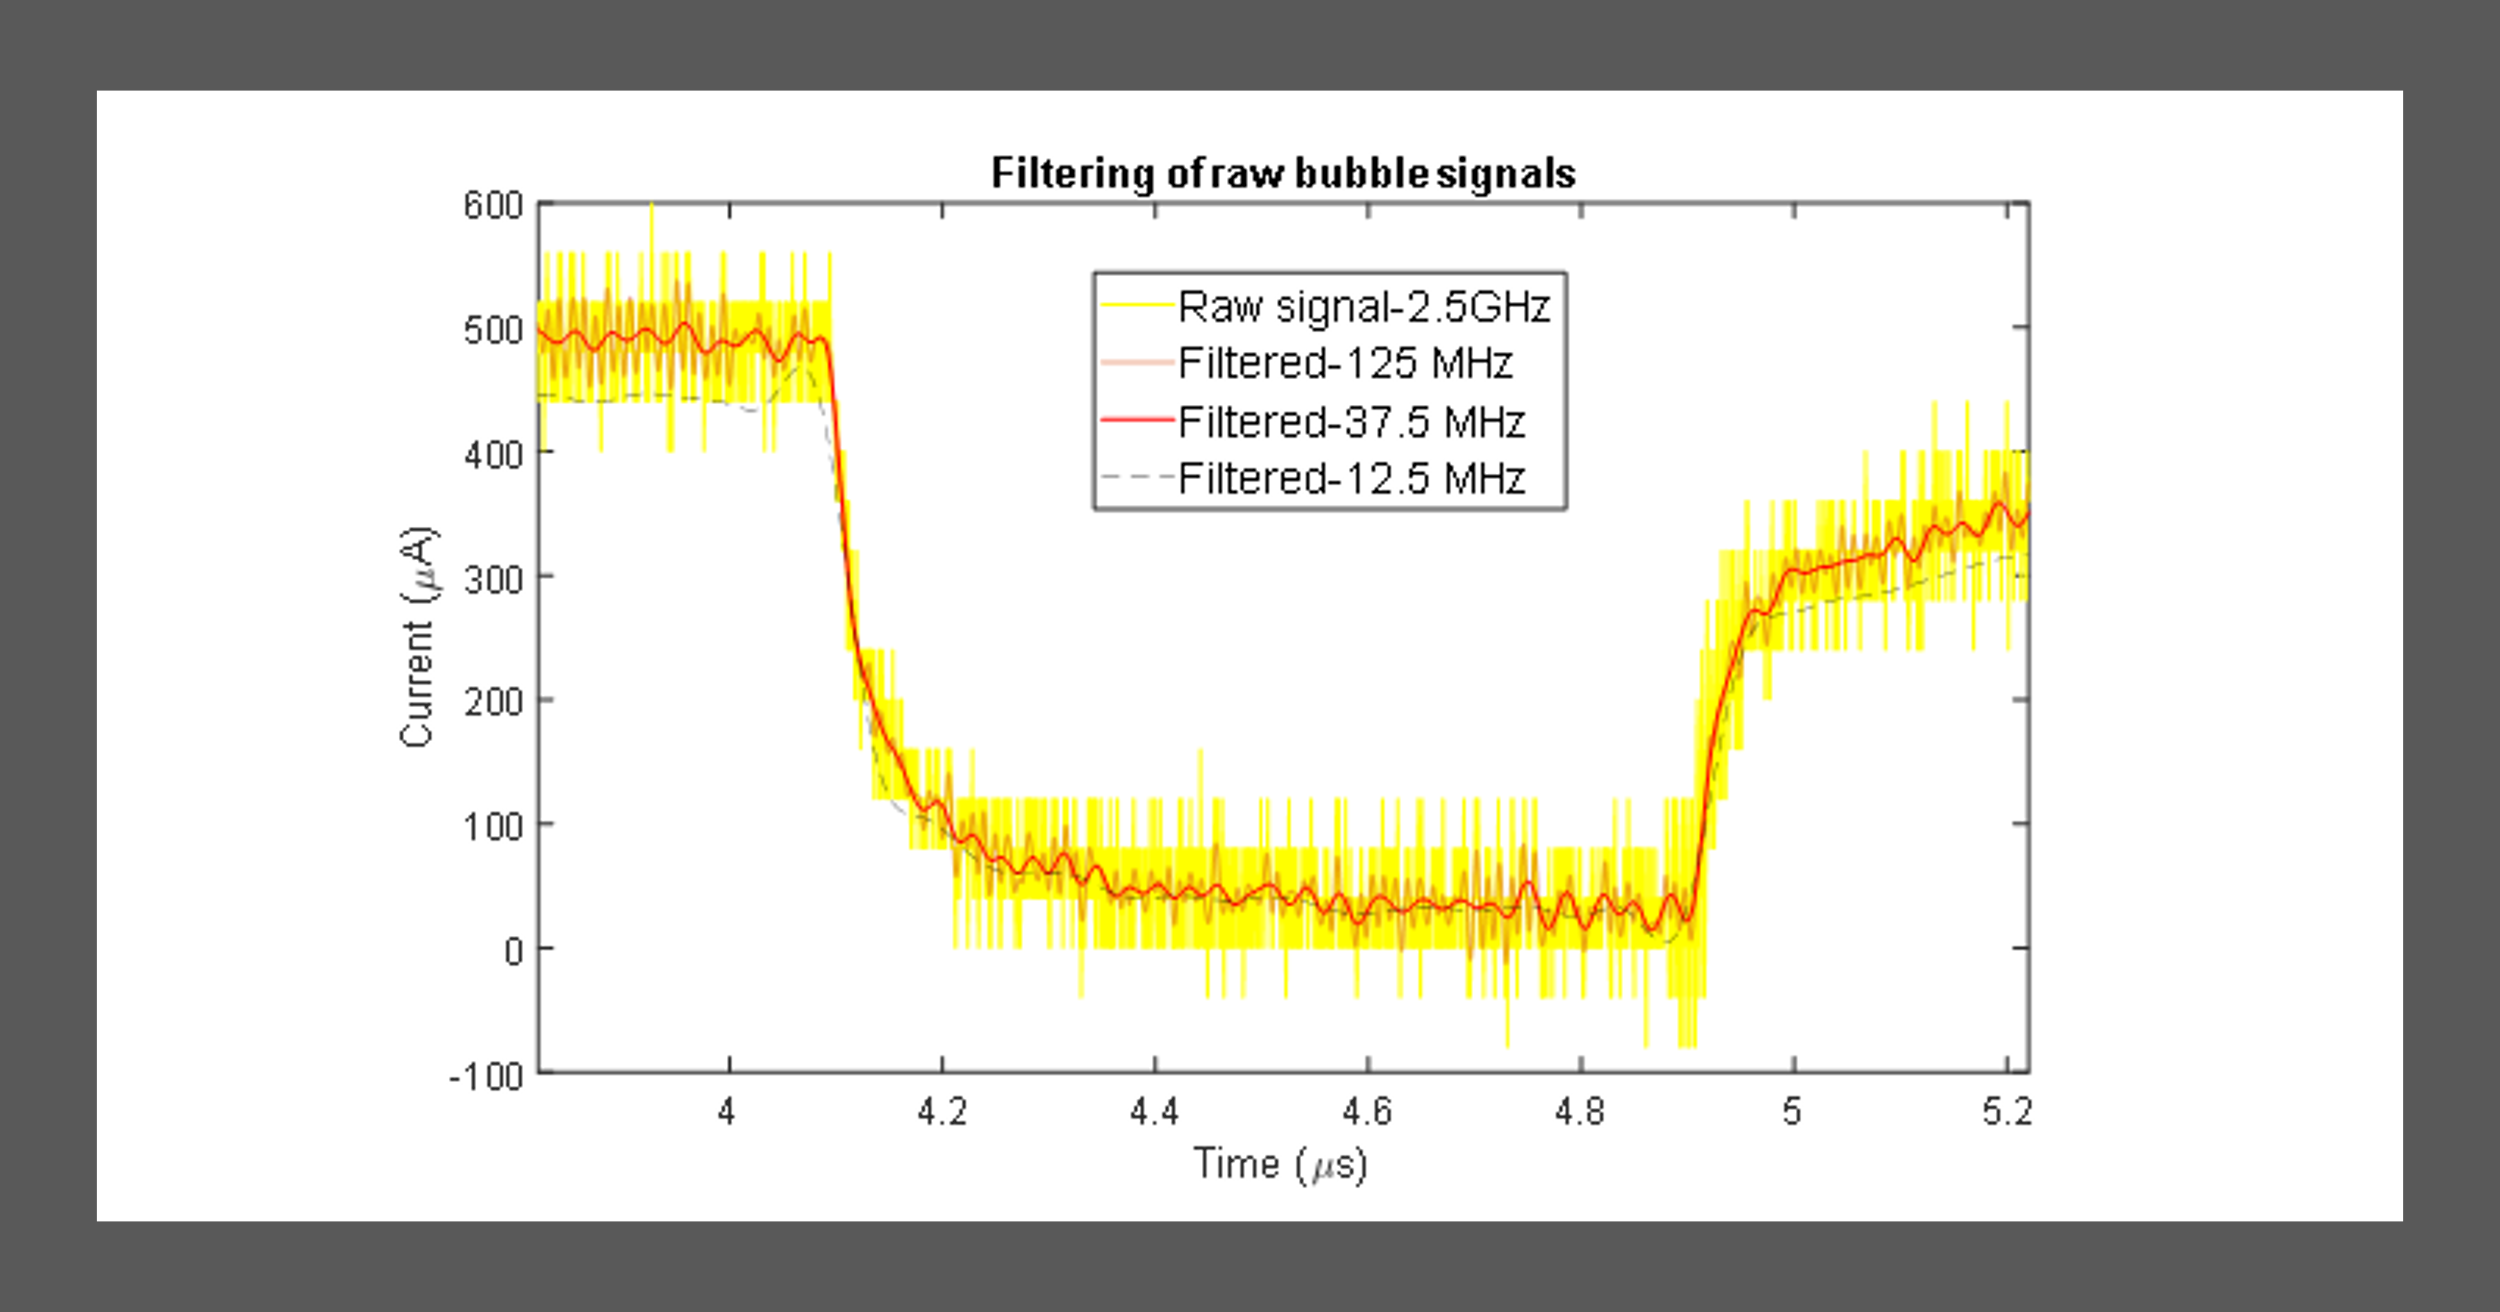 Filtering of raw bubble signals
600
500
400
300
200
100
0
-100
Current (μA)
Raw signal-2.5GHz
Filtered-125 MHz
Filtered-37.5 MHz
Filtered-12.5 MHz
4 4.2 4.4 4.6 4.8 5 5.2
Time (μs)